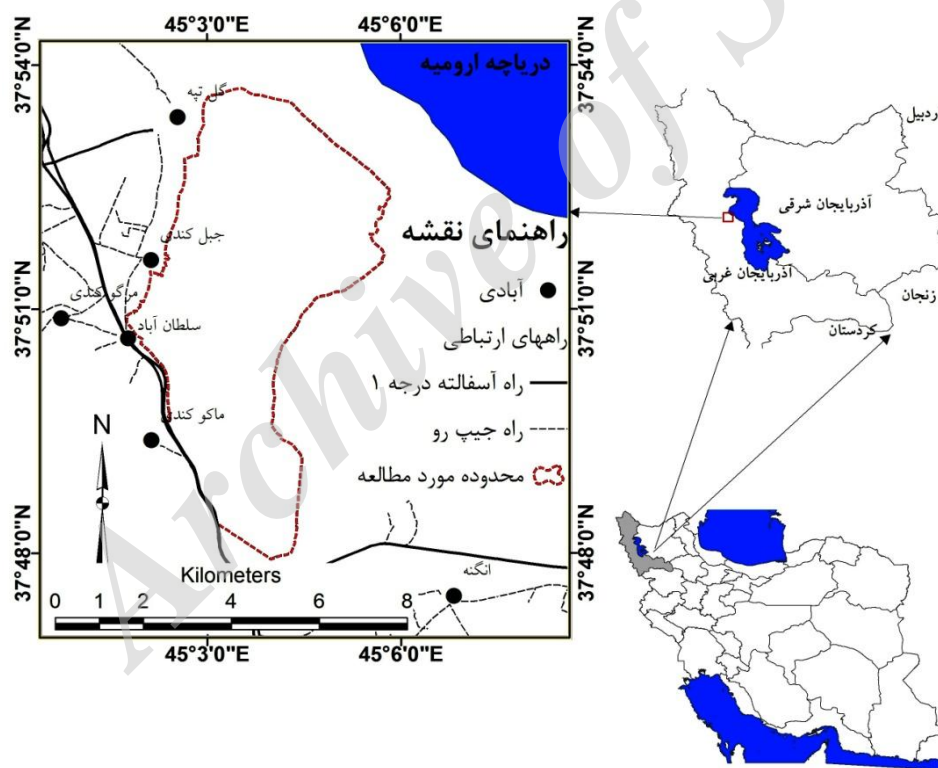 45°3'0"E
45°6'0"E
37°54'0"N
37°54'0"N
دریاچه ارومیه
گل تپه
جبل کندی
مرگو کندی
سلطان آباد
ماکو کندی
انگنه
37°51'0"N
37°51'0"N
راهنمای نقشه
آبادی
راههای ارتباطی
راه آسفالته درجه ۱
راه جیپ رو
محدوده مورد مطالعه
N
37°48'0"N
37°48'0"N
Kilometers
0 1 2 4 6 8
45°3'0"E
45°6'0"E
ردبیل
آذربایجان شرقی
آذربایجان غربی
زنجان
کردستان
Archive of S